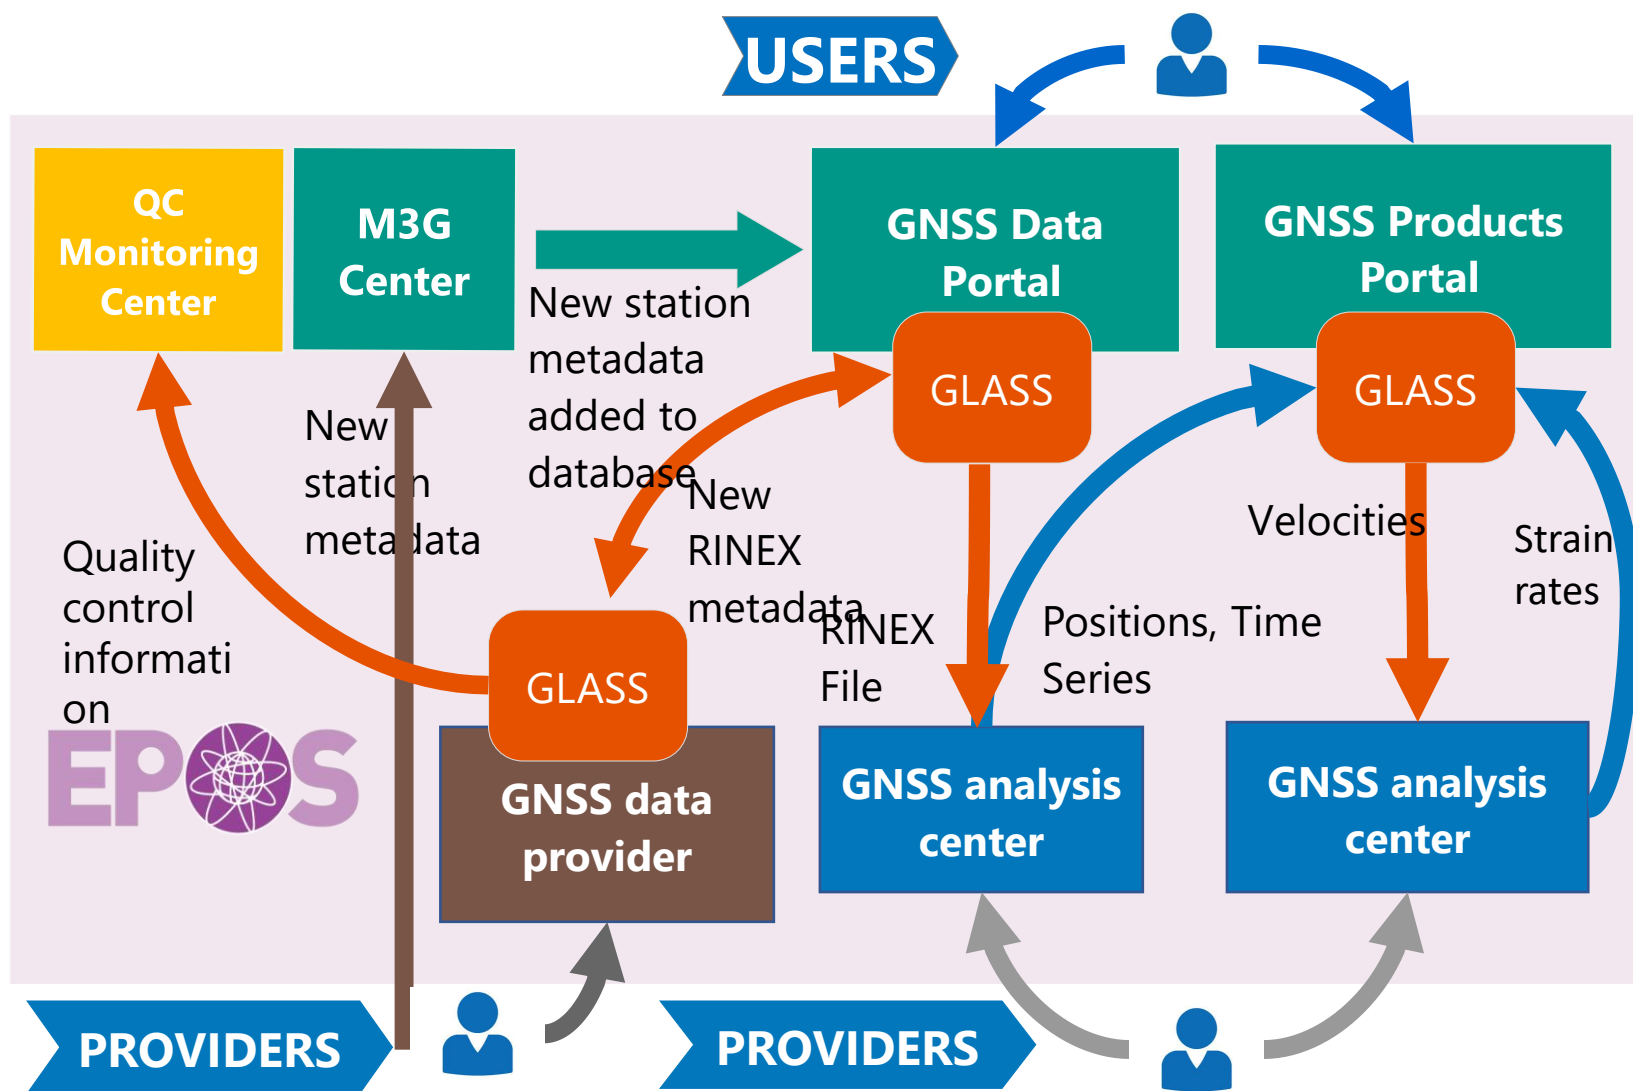 USERS
QC
Monitoring
Center
M3G
Center
GNSS Data
Portal
GNSS Products
Portal
New station
metadata
added to
database
GLASS
GLASS
New
station
metadata
New
RINEX
metadata
Velocities
Strain
rates
Quality
control
informati
on
RINEX
File
Positions, Time
Series
GLASS
EPOS
GNSS data
provider
GNSS analysis
center
GNSS analysis
center
PROVIDERS
PROVIDERS